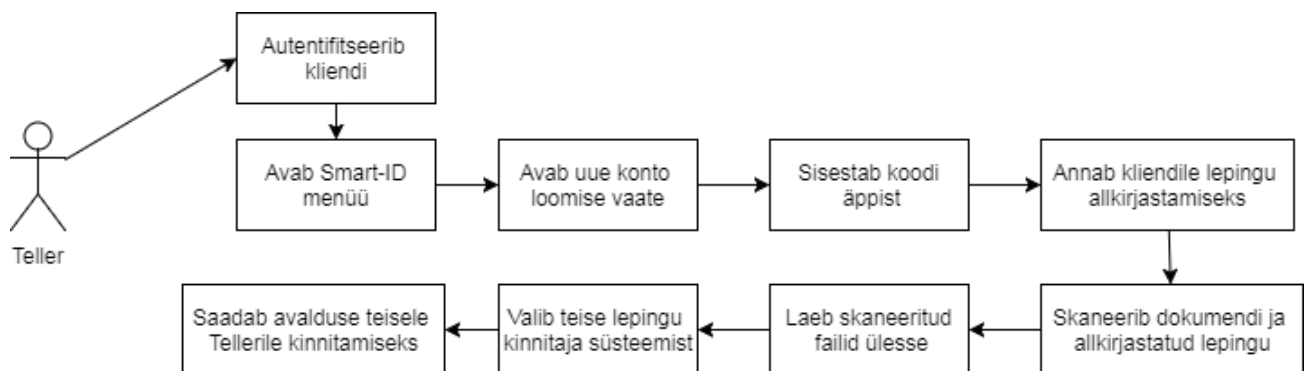 Autentifitseerib
kliendi
Teller
Avab Smart-ID
menüü
Avab uue konto
loomise vaate
Sisestab koodi
äppist
Annab kliendile lepingu
allkirjastamiseks
Skaneerib dokumendi ja
allkirjastatud lepingu
Laeb skaneeritud
failid ülesse
Valib teise lepingu
kinnitaja süsteemist
Saadab avalduse teisele
Tellerile kinnitamiseks